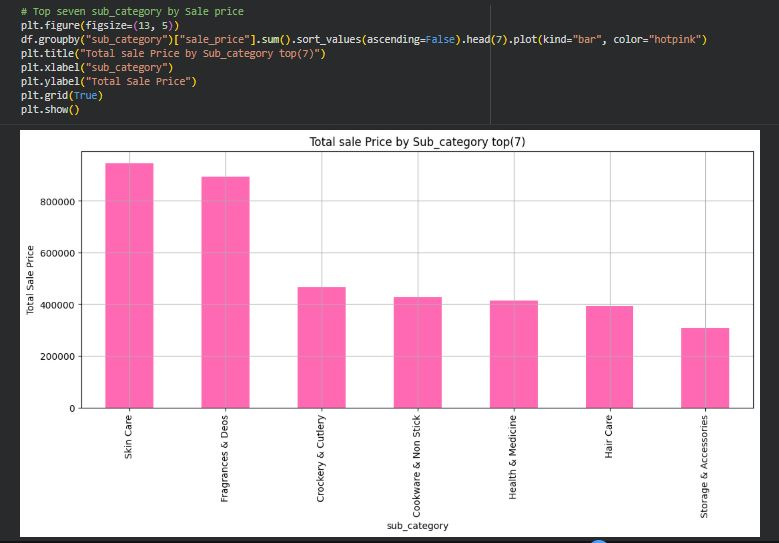 # Top seven sub_category by Sale price
plt.figure(figsize=(13, 5))
df.groupby("sub_category")["sale_price"].sum().sort_values(ascending=False).head(7).plot(kind="bar", color="hotpink")
plt.title("Total sale Price by Sub_category top(7)")
plt.xlabel("sub_category")
plt.ylabel("Total Sale Price")
plt.grid(True)
plt.show()
Total sale Price by Sub_category top(7)
Total Sale Price
800000
600000
400000
200000
0
Skin Care
Fragrances & Deos
Crockery & Cutlery
Cookware & Non Stick
Health & Medicine
Hair Care
Storage & Accessories
sub_category